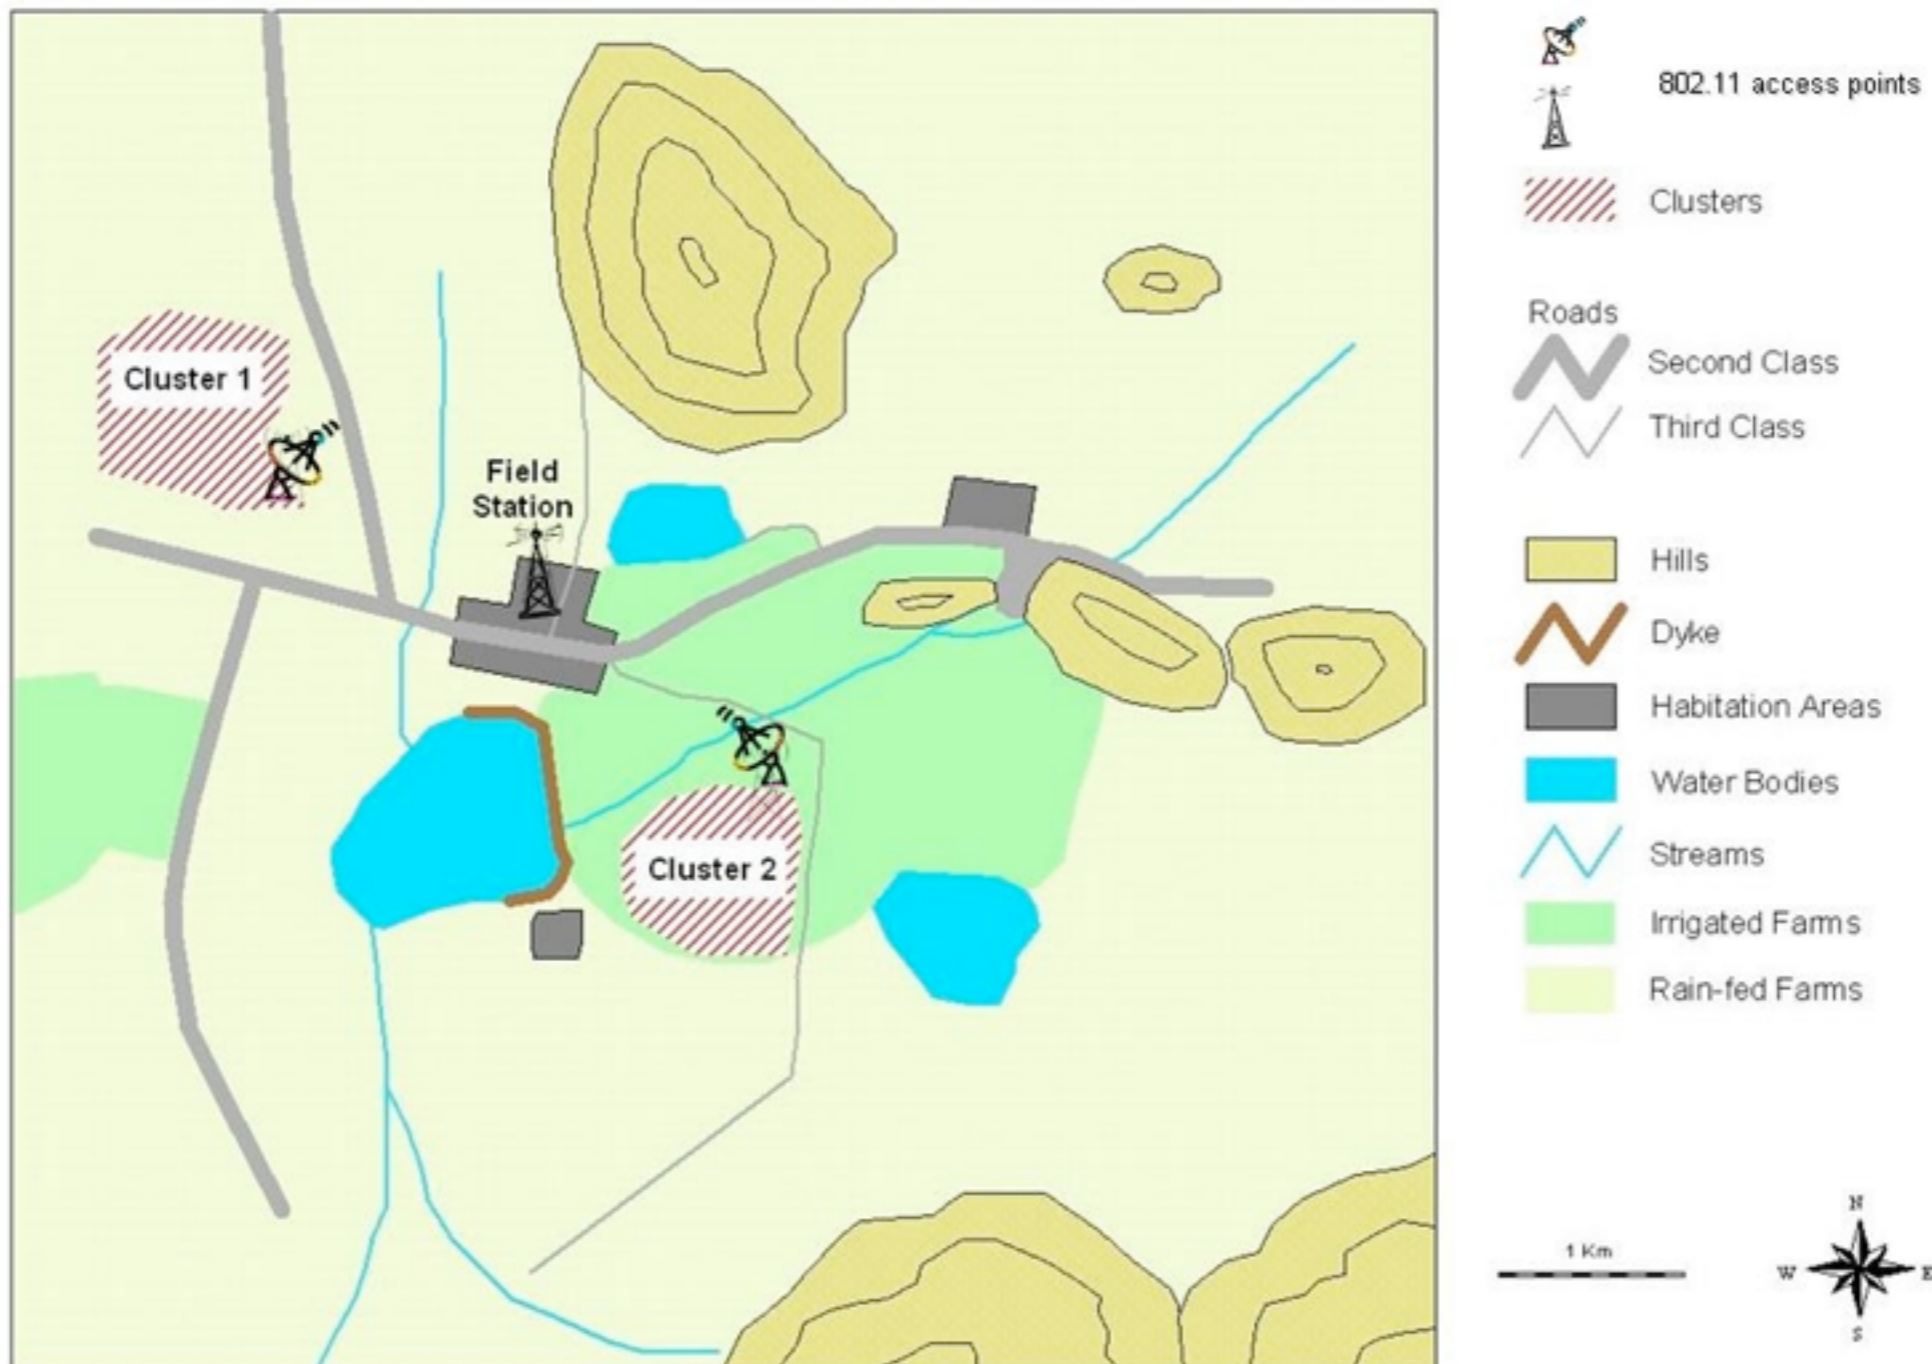 802.11 access points
Clusters
Roads
Second Class
Third Class
Hills
Dyke
Habitation Areas
Water Bodies
Streams
Irrigated Farms
Rain-fed Farms
Cluster 1
Field
Station
Cluster 2
1 Km
N
W
E
S